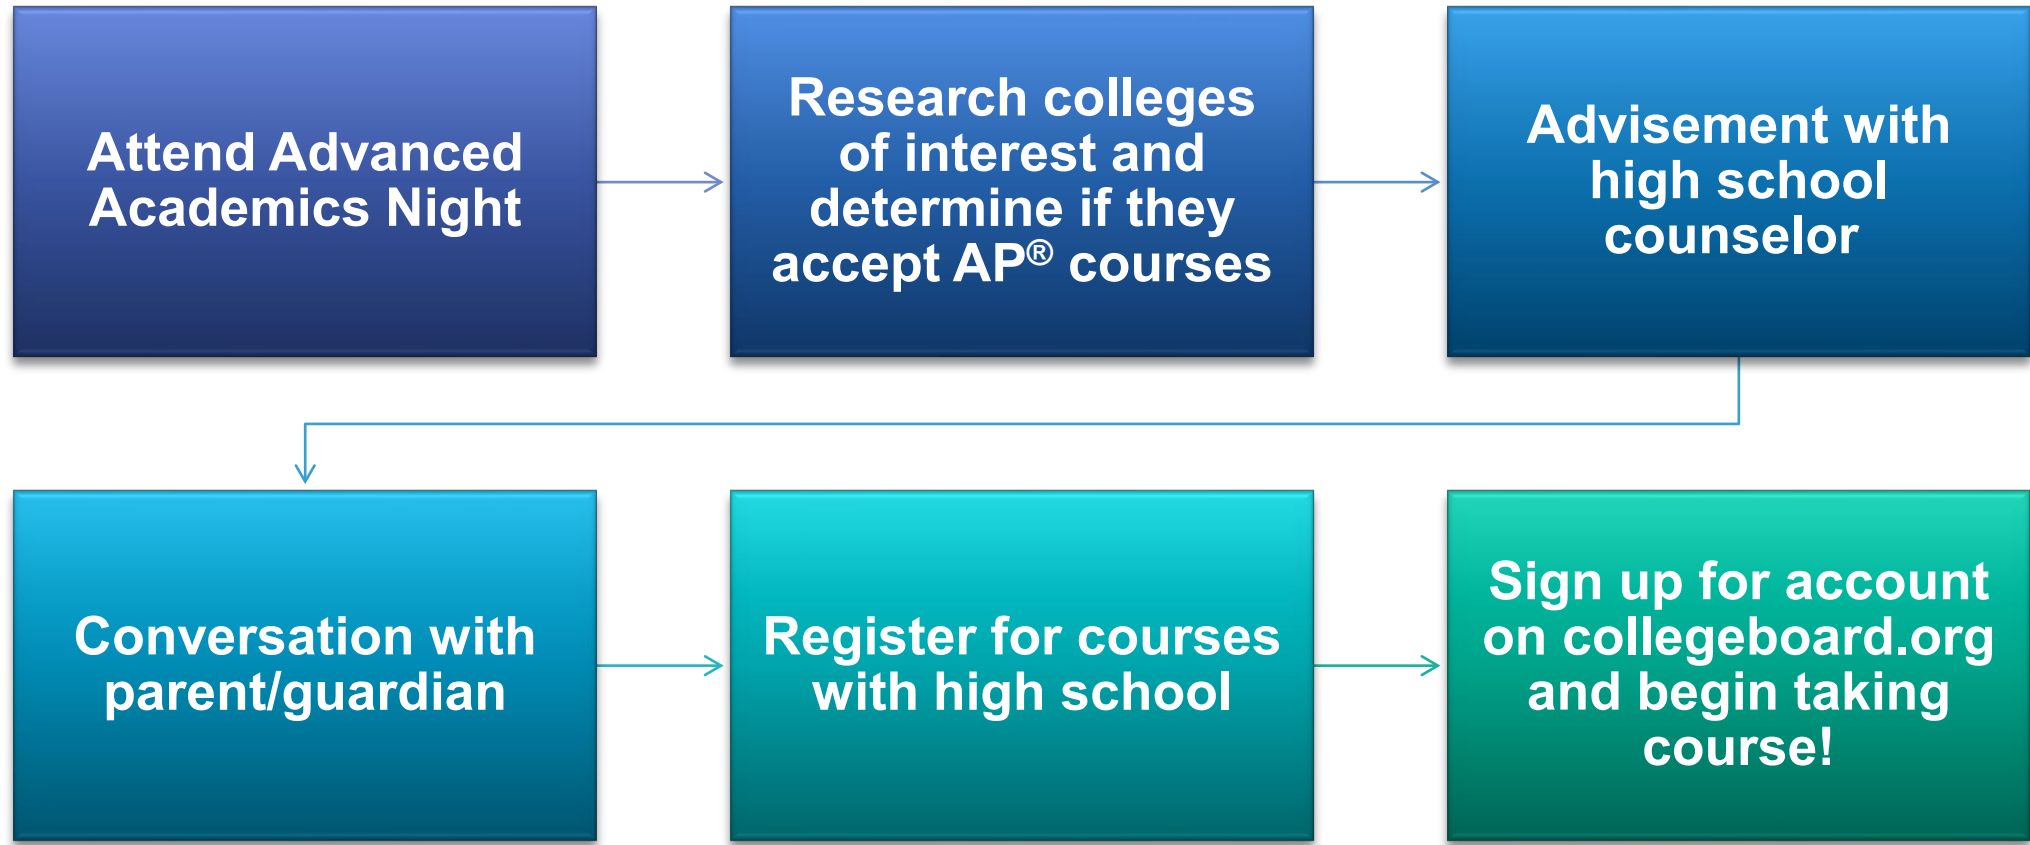 Attend Advanced
Academics Night
Research colleges
of interest and
determine if they
accept AP® courses
Advisement with
high school
counselor
Conversation with
parent/guardian
Register for courses
with high school
Sign up for account
on collegeboard.org
and begin taking
course!